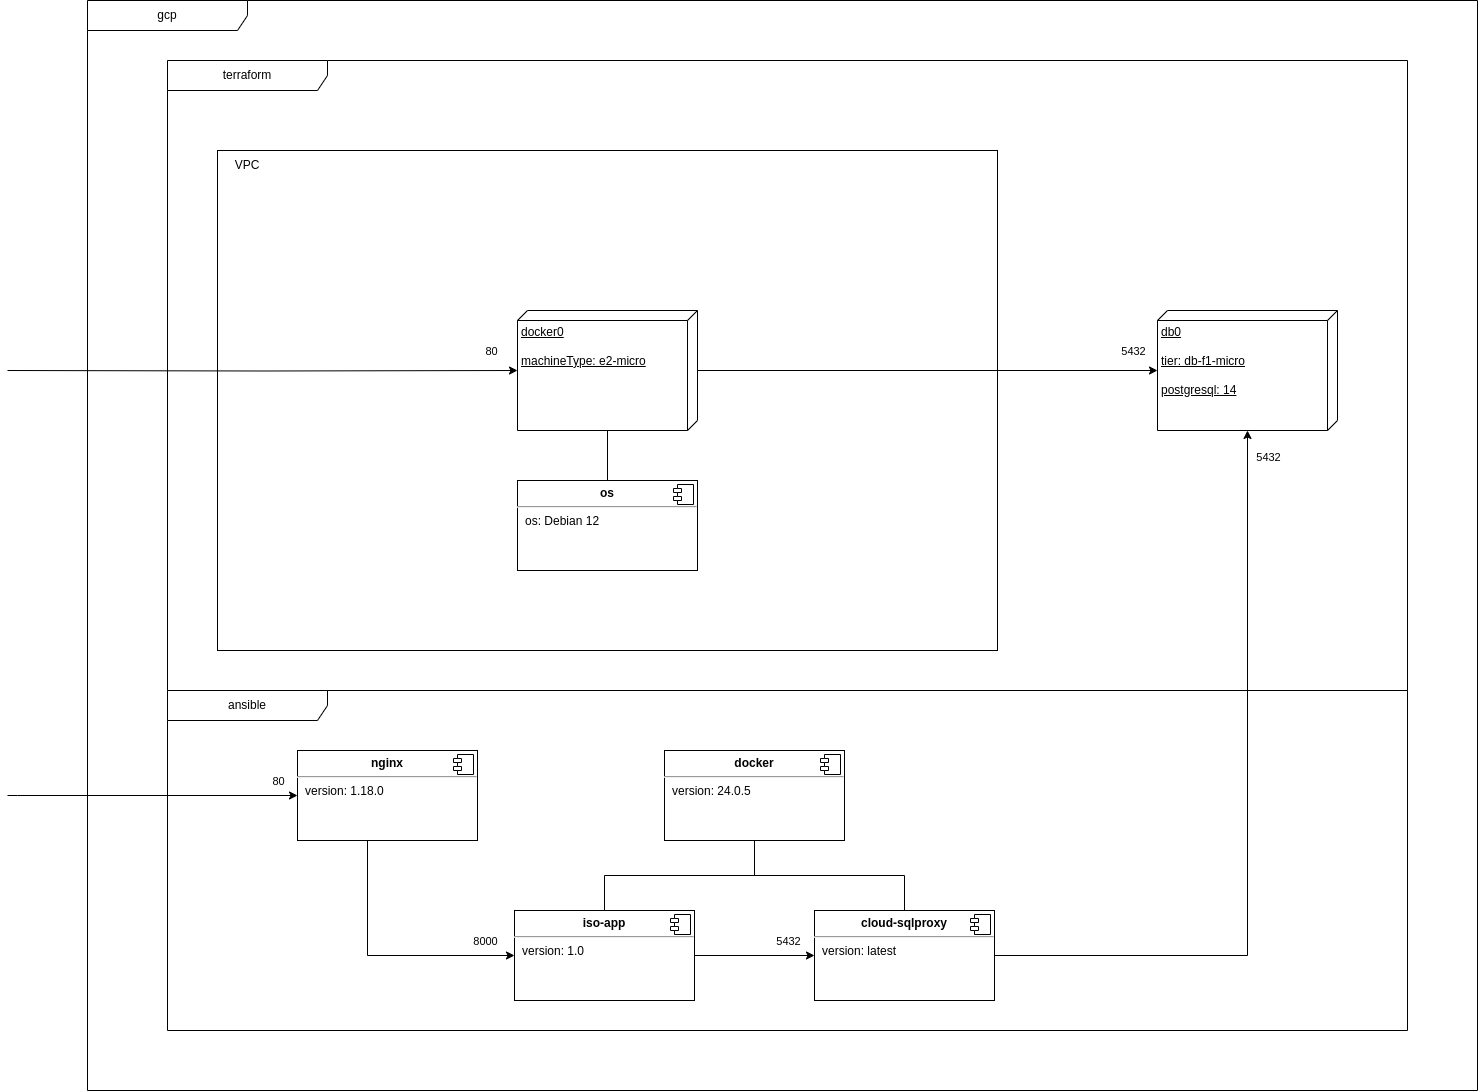 gcp
terraform
VPC
docker0
machineType: e2-micro
80
5432
db0
tier: db-f1-micro
postgresql: 14
5432
os
os: Debian 12
ansible
nginx
version: 1.18.0
80
docker
version: 24.0.5
8000
iso-app
version: 1.0
5432
cloud-sqlproxy
version: latest